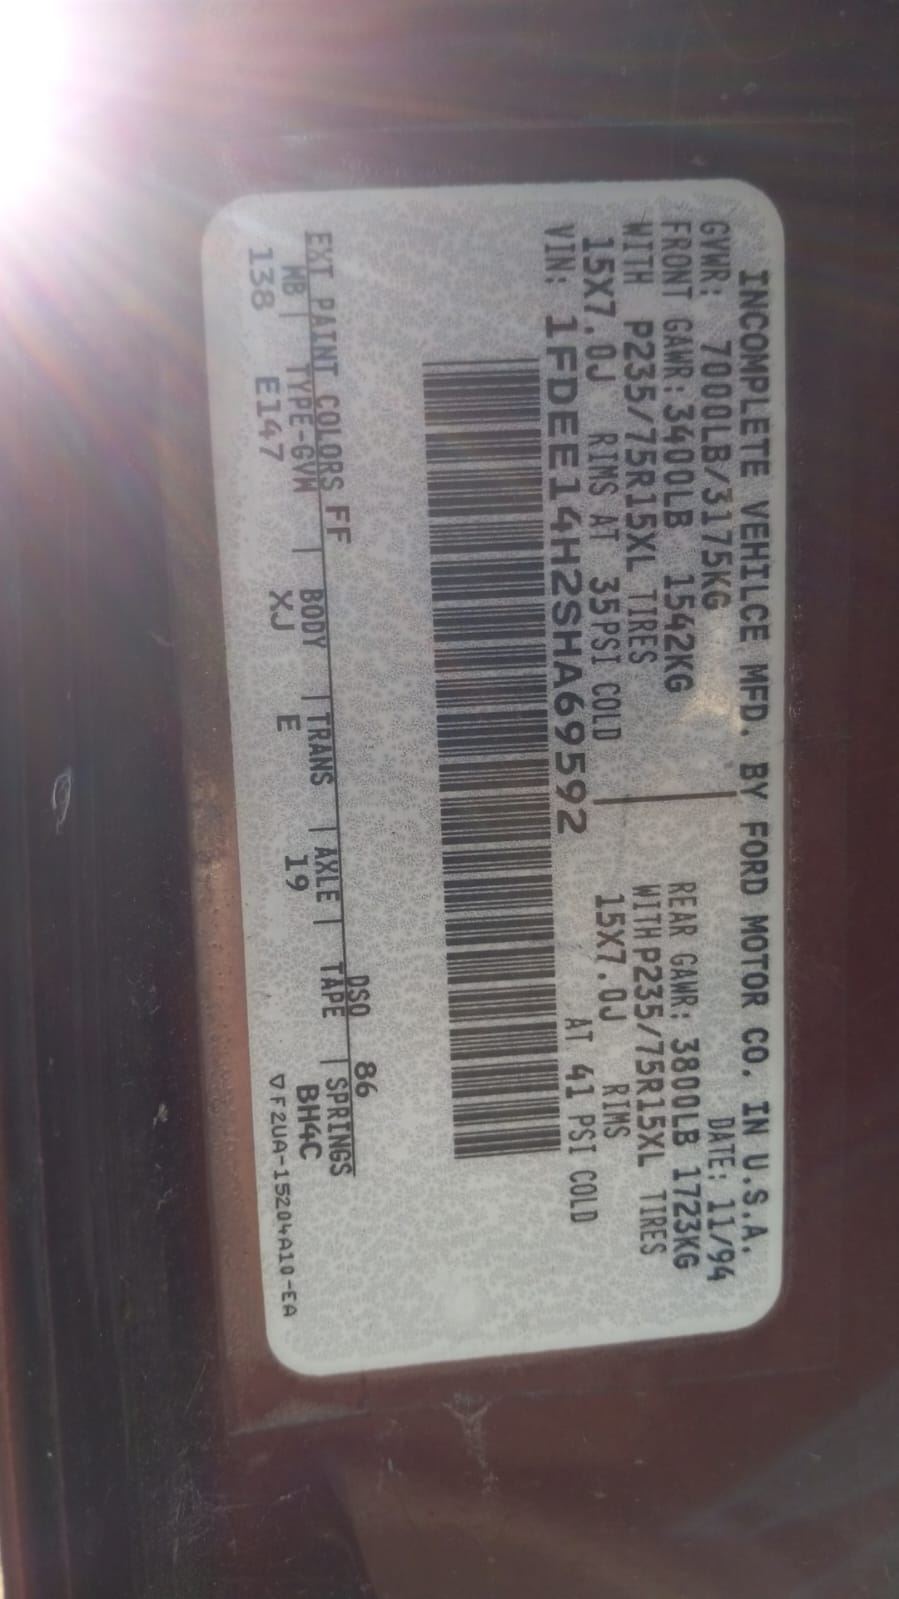 INCOMPLETE VEHILCE MFD. BY FORD MOTOR CO. IN U.S.A.
GVWR: 7000LB/3175KG DATE: 11/94
FRONT GAWR: 3400LB 1542KG REAR GAWR: 3800LB 1723KG
WITH P235/75R15XL TIRES WITH P235/75R15XL TIRES
15X7.0J RIMS AT 35PSI COLD 15X7.0J RIMS
AT 41 PSI COLD
VIN: 1FDEE14H2SHA69592
EXT PAINT COLORS FF DSO 86
WB | TYPE-GVM | BODY | TRANS | AXLE | TAPE | SPRINGS
138 E147 XJ E 19 BH4C
▽F2UA-15204A10-EA